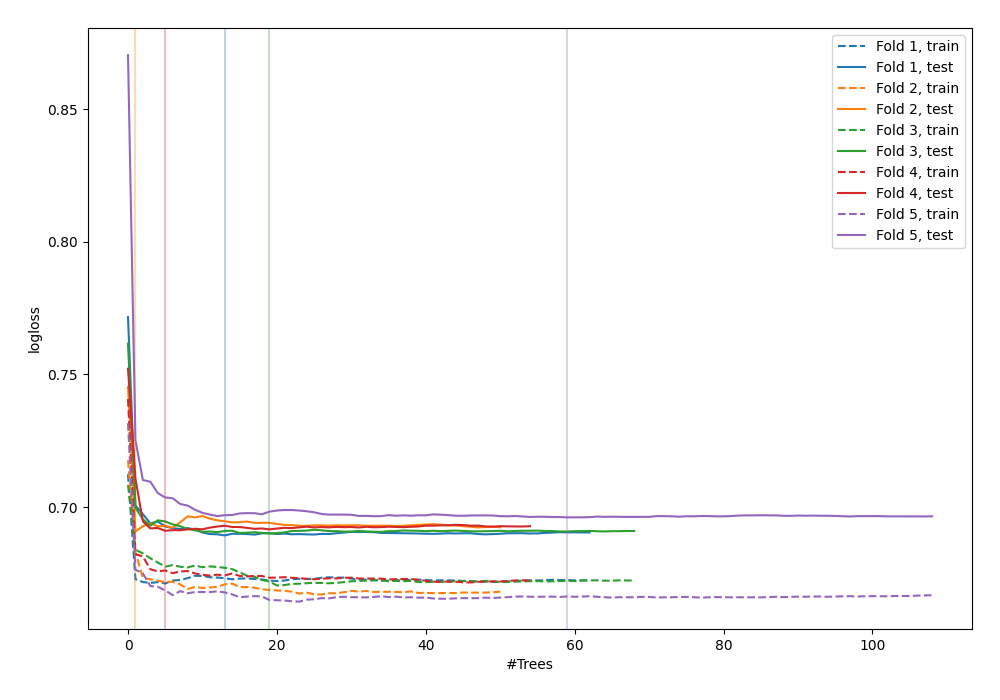 0.85
0.80
0.75
0.70
logloss
0
20
40
60
80
100
#Trees
Fold 1, train
Fold 1, test
Fold 2, train
Fold 2, test
Fold 3, train
Fold 3, test
Fold 4, train
Fold 4, test
Fold 5, train
Fold 5, test